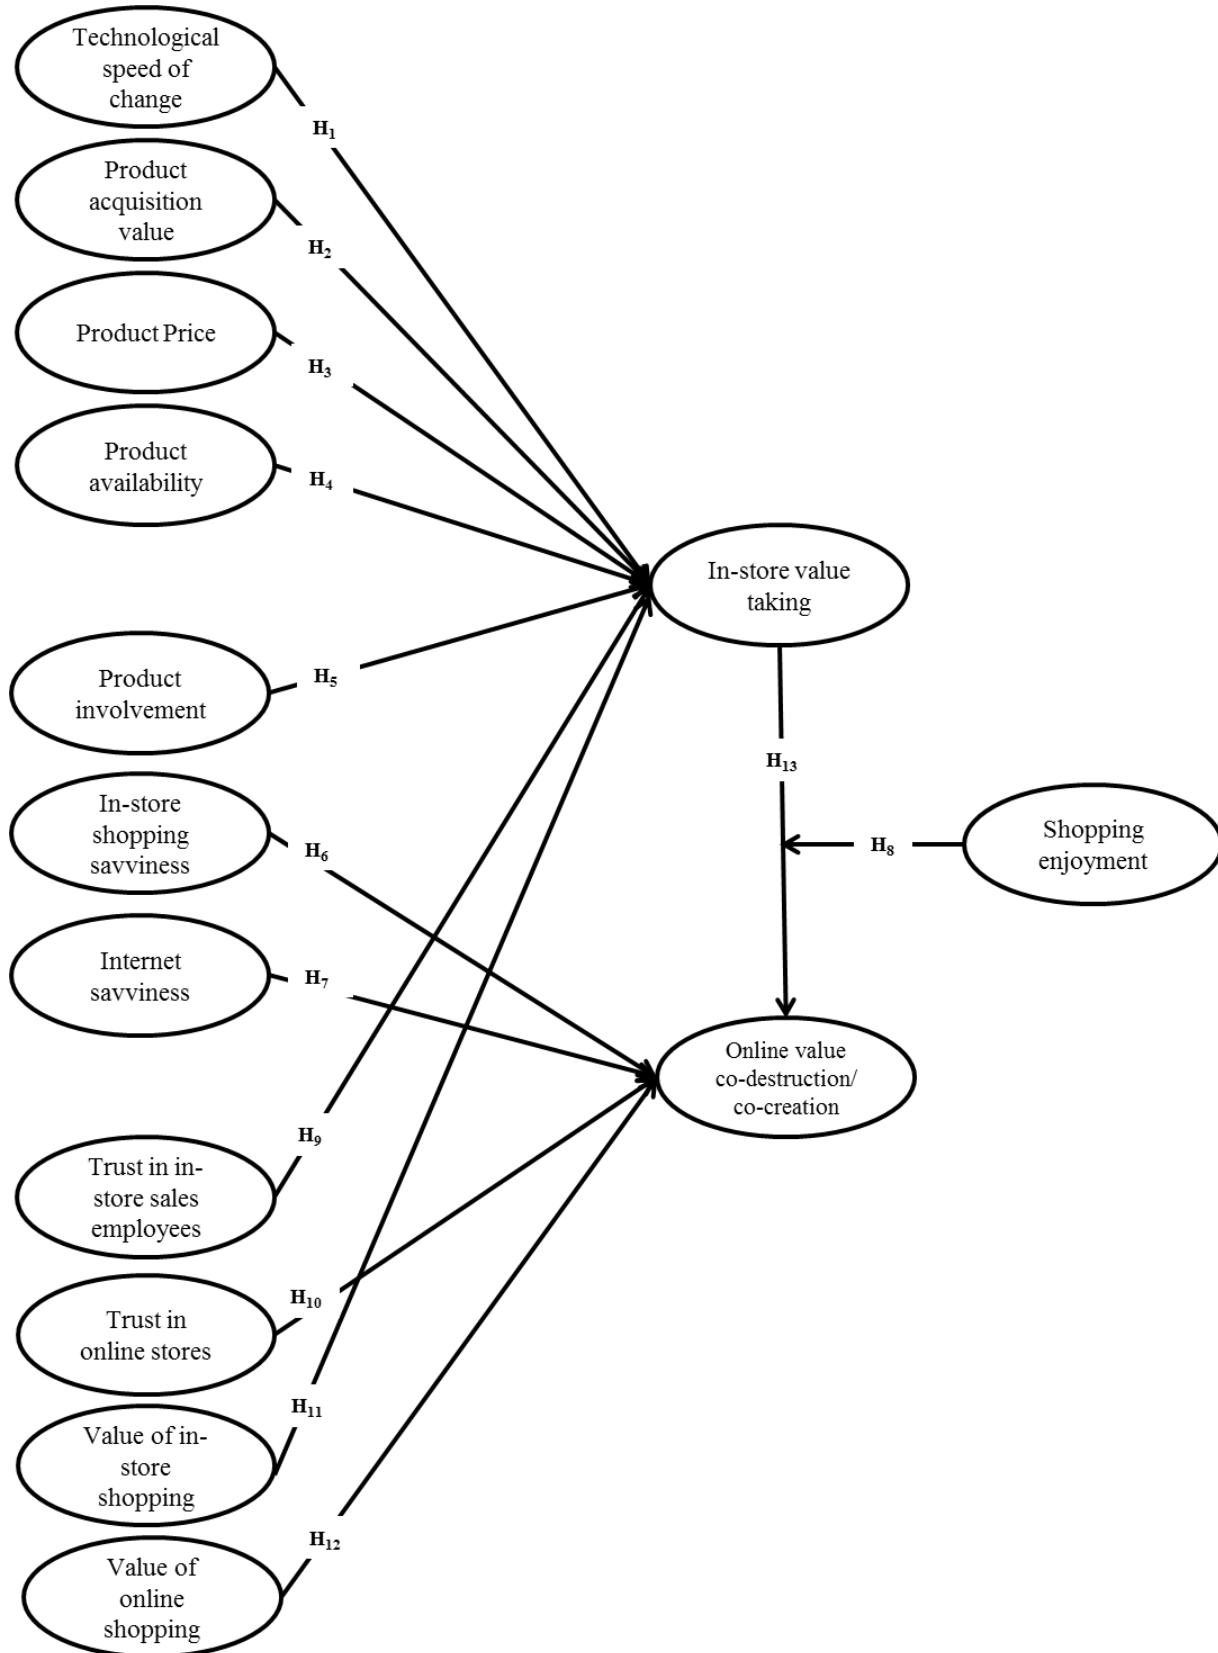 Technological
speed of
change
H1
Product
acquisition
value
H2
Product Price
H3
Product
availability
H4
In-store value
taking
Product
involvement
H5
H13
In-store
shopping
savviness
H6
H8
Shopping
enjoyment
Internet
savviness
H7
Online value
co-destruction/
co-creation
Trust in in-
store sales
employees
H9
Trust in
online stores
H10
Value of in-
store
shopping
H11
Value of
online
shopping
H12